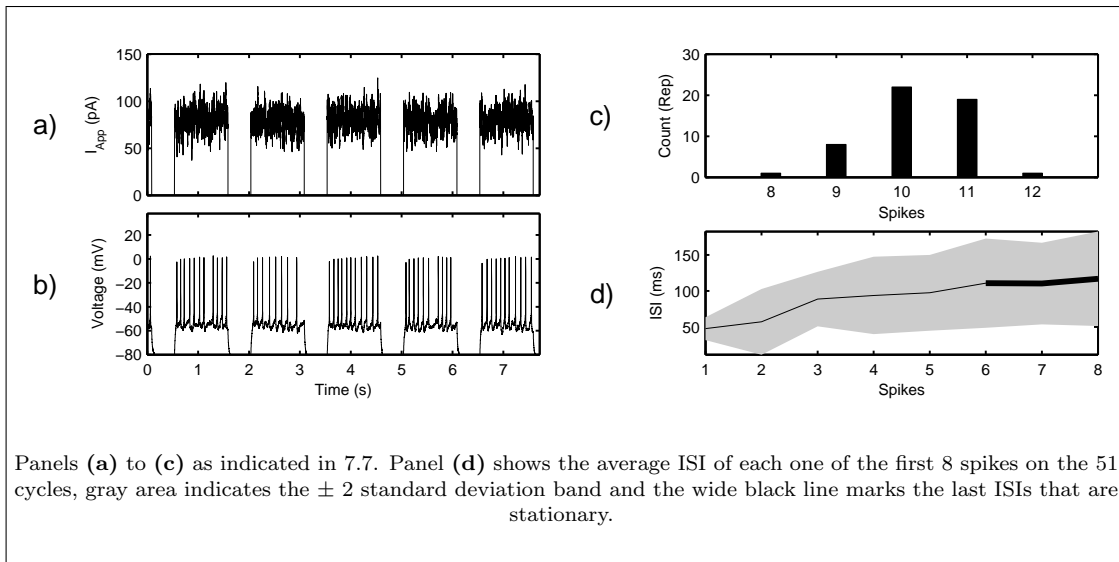 a)
I_App (pA)
150
100
50
0
b)
Voltage (mV)
20
0
−20
−40
−60
−80
0 1 2 3 4 5 6 7
Time (s)
c)
Count (Rep)
30
20
10
0
8 9 10 11 12
Spikes
d)
ISI (ms)
150
100
50
1 2 3 4 5 6 7 8
Spikes
Panels (a) to (c) as indicated in 7.7. Panel (d) shows the average ISI of each one of the first 8 spikes on the 51
cycles, gray area indicates the ± 2 standard deviation band and the wide black line marks the last ISIs that are
stationary.